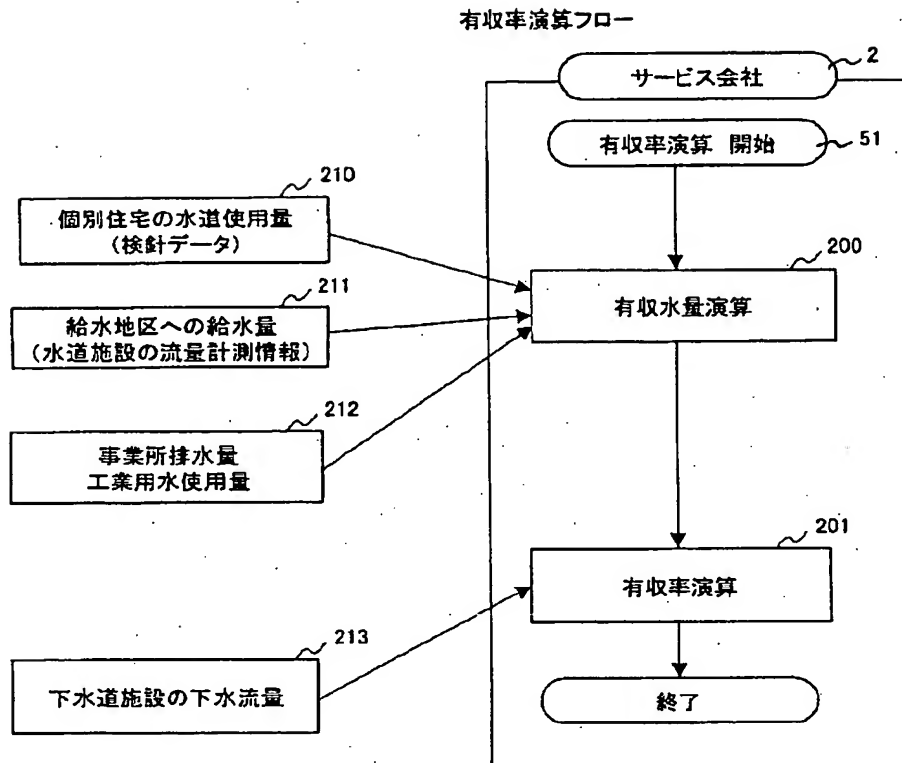 有収率演算フロー
サービス会社
2
有収率演算 開始
51
210
個別住宅の水道使用量
(検針データ)
200
有収水量演算
211
給水地区への給水量
(水道施設の流量計測情報)
212
事業所排水量
工業用水使用量
201
有収率演算
213
下水道施設の下水流量
終了